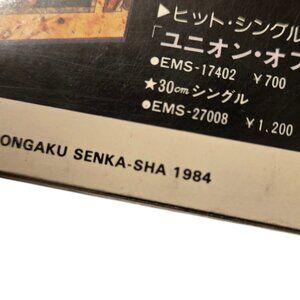 ▶ヒット・シングル
「ユニオン・オブ
●EMS-17402 ¥700
★30cmシングル
●EMS-27008 ¥1,200
ONGAKU SENKA-SHA 1984